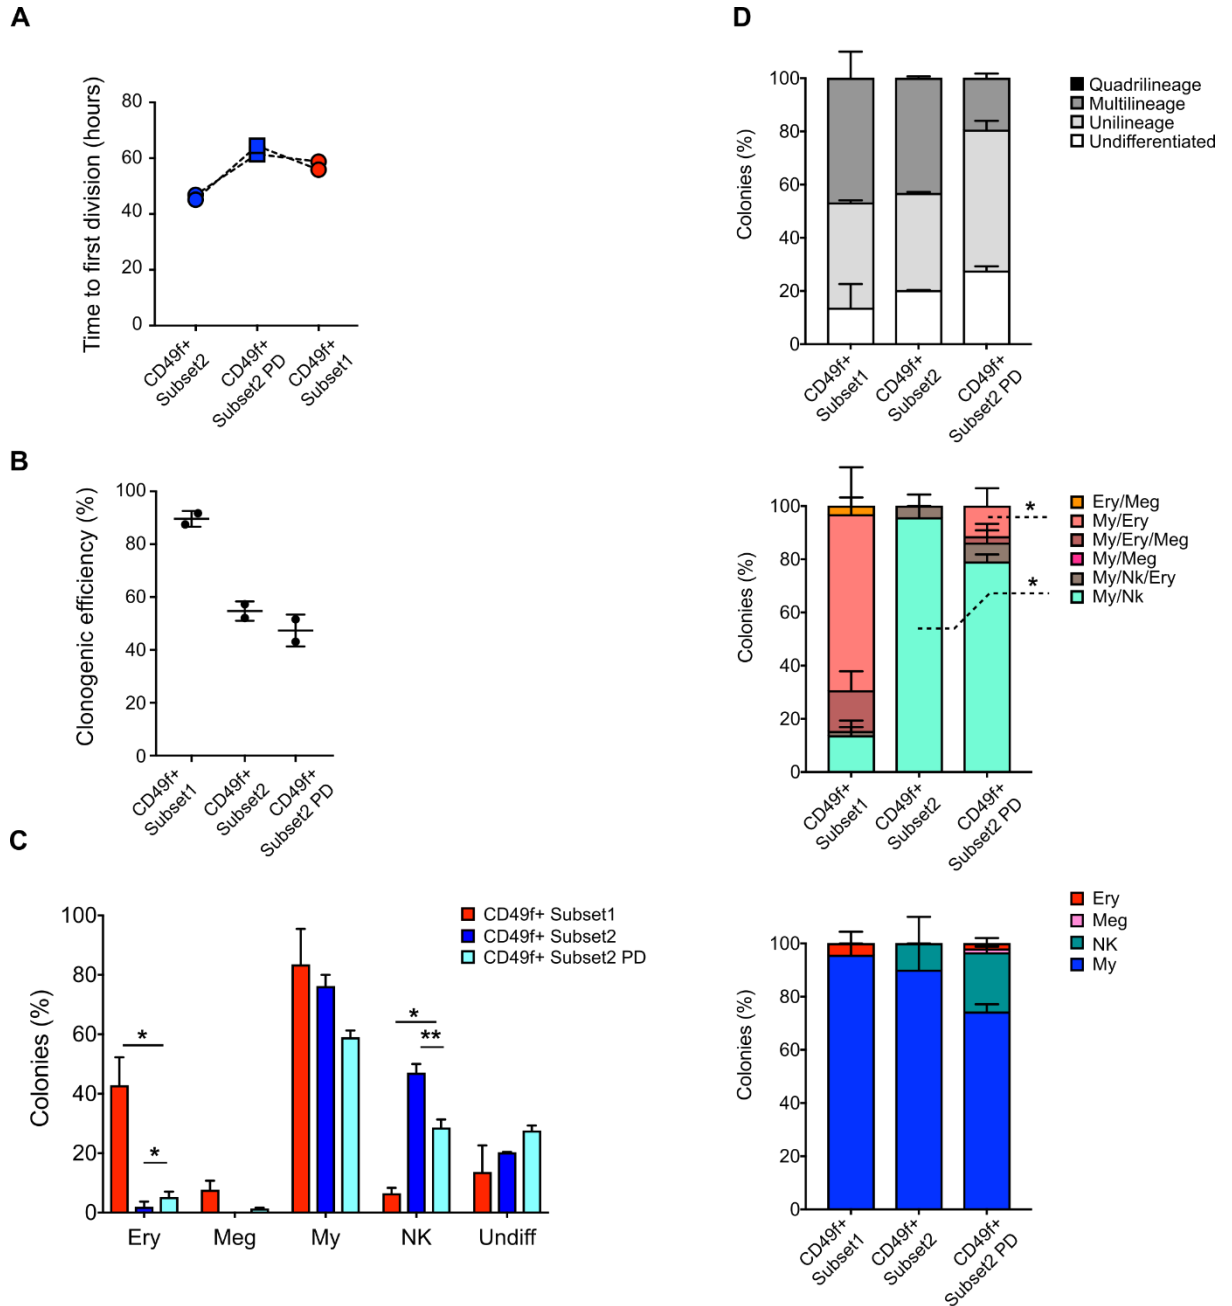 A
Time to first division (hours)
80
60
40
20
0
CD49f+
Subset2
CD49f+
Subset2 PD
CD49f+
Subset1
B
Clonogenic efficiency (%)
100
80
60
40
20
0
CD49f+
Subset1
CD49f+
Subset2
CD49f+
Subset2 PD
C
Colonies (%)
100
80
60
40
20
0
CD49f+ Subset1
CD49f+ Subset2
CD49f+ Subset2 PD
*
*
*
**
Ery
Meg
My
NK
Undiff
D
Colonies (%)
100
80
60
40
20
0
Quadrilineage
Multilineage
Unilineage
Undifferentiated
CD49f+
Subset1
CD49f+
Subset2
CD49f+
Subset2 PD
Colonies (%)
100
80
60
40
20
0
Ery/Meg
My/Ery
My/Ery/Meg
My/Meg
My/Nk/Ery
My/Nk
*
*
CD49f+
Subset1
CD49f+
Subset2
CD49f+
Subset2 PD
Colonies (%)
100
80
60
40
20
0
Ery
Meg
NK
My
CD49f+
Subset1
CD49f+
Subset2
CD49f+
Subset2 PD